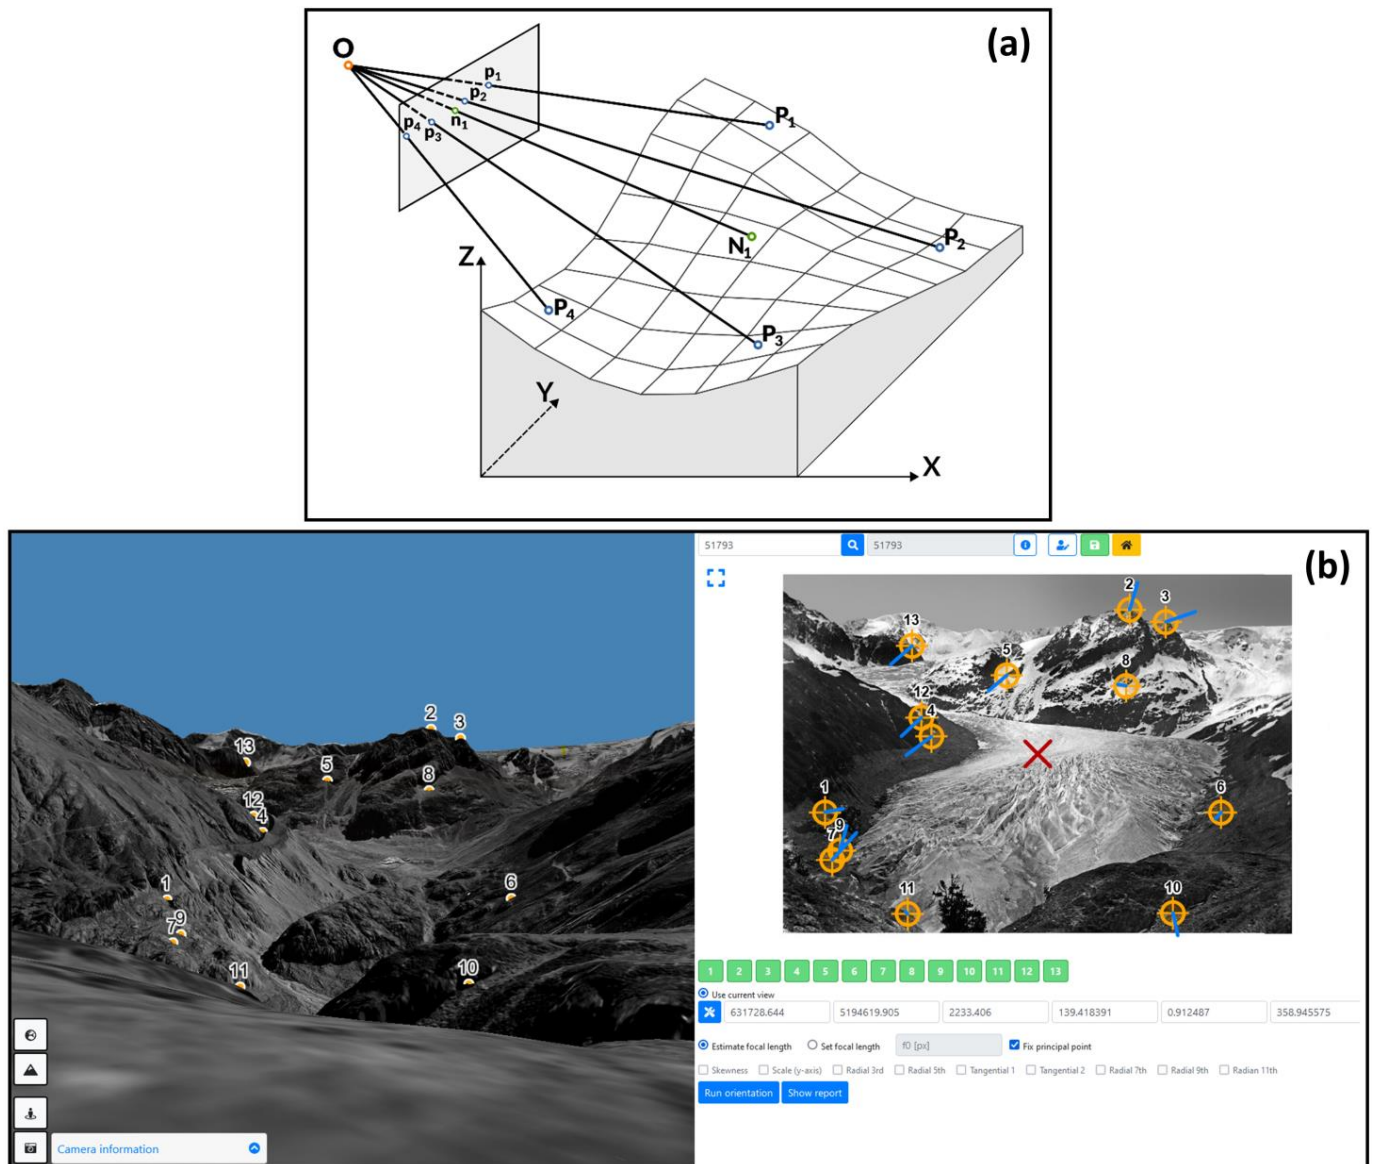 (a)
O
p1
p2
n1
p4
p3
P1
P2
N1
Z
P4
P3
Y
X
(b)
51793
51793
2
3
13
5
8
12
4
1
6
7
9
11
10
2
3
13
5
8
12
4
1
6
7
9
11
10
1 2 3 4 5 6 7 8 9 10 11 12 13
Use current view
631728.644 5194619.905 2233.406 139.418391 0.912487 358.945575
Estimate focal length Set focal length f0 [px] Fix principal point
Skewness Scale (y-axis) Radial 3rd Radial 5th Tangential 1 Tangential 2 Radial 7th Radial 9th Radian 11th
Run orientation Show report
Camera information